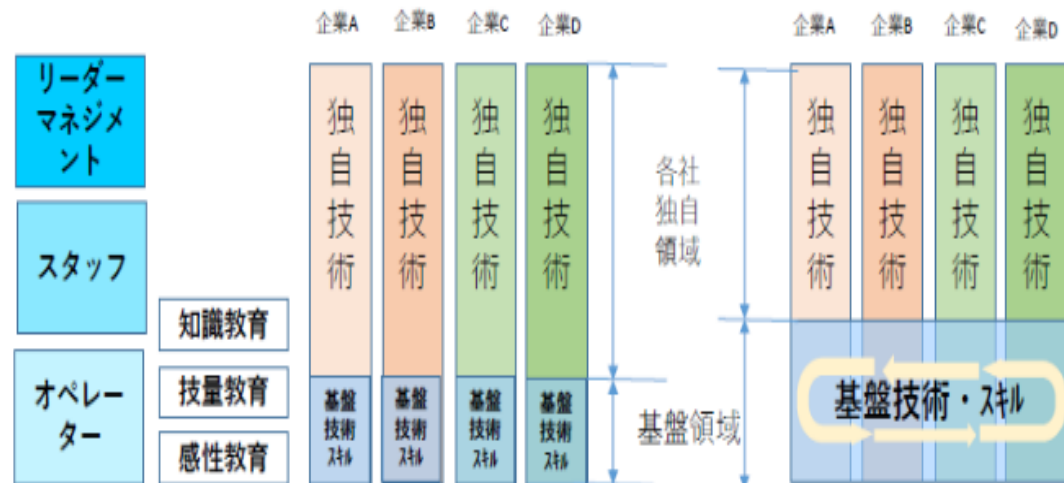 企業A
企業B
企業C
企業D
企業A
企業B
企業C
企業D
リーダー
マネジメ
ント
スタッフ
オペレー
ター
知識教育
技量教育
感性教育
独自技術
独自技術
独自技術
独自技術
基盤
技術
スキル
基盤
技術
スキル
基盤
技術
スキル
基盤
技術
スキル
各社
独自
領域
基盤領域
独自技術
独自技術
独自技術
独自技術
基盤技術・スキル